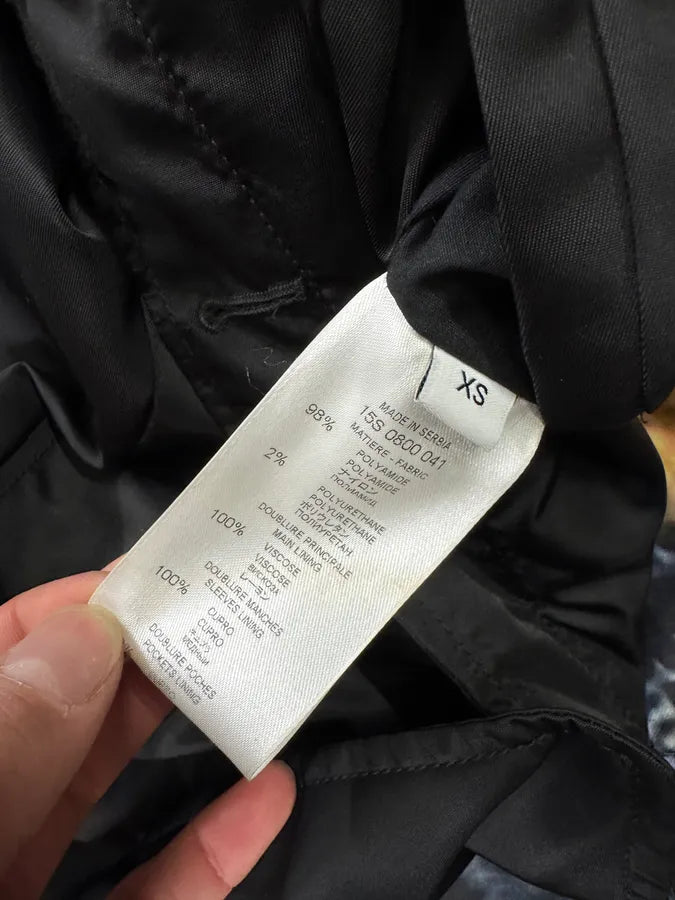 XS
MADE IN SERBIA
15S 0800 041
MATIERE - FABRIC
98% POLYAMIDE
POLYAMIDE
ナイロン
ПОЛИАМИД
2% POLYURETHANE
POLYURETHANE
ポリウレタン
ПОЛИУРЕТАН
DOUBLURE PRINCIPALE
MAIN LINING
100% VISCOSE
VISCOSE
レーヨン
ВИСКОЗА
DOUBLURE MANCHES
SLEEVES LINING
100% CUPRO
CUPRO
キュプラ
МЕДНЫЙ
DOUBLURE POCHES
POCKETS LINING